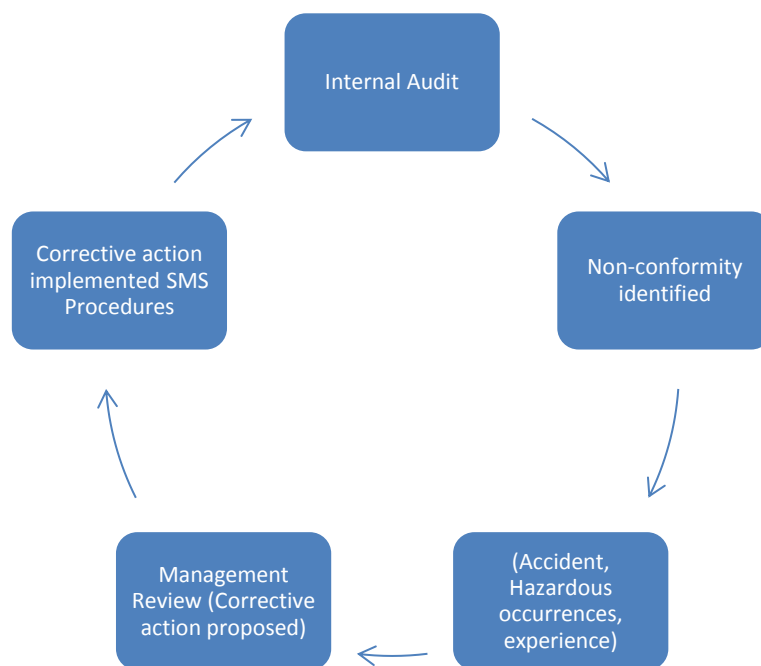 Internal Audit
Non-conformity
identified
(Accident,
Hazardous
occurrences,
experience)
Management
Review (Corrective
action proposed)
Corrective action
implemented SMS
Procedures